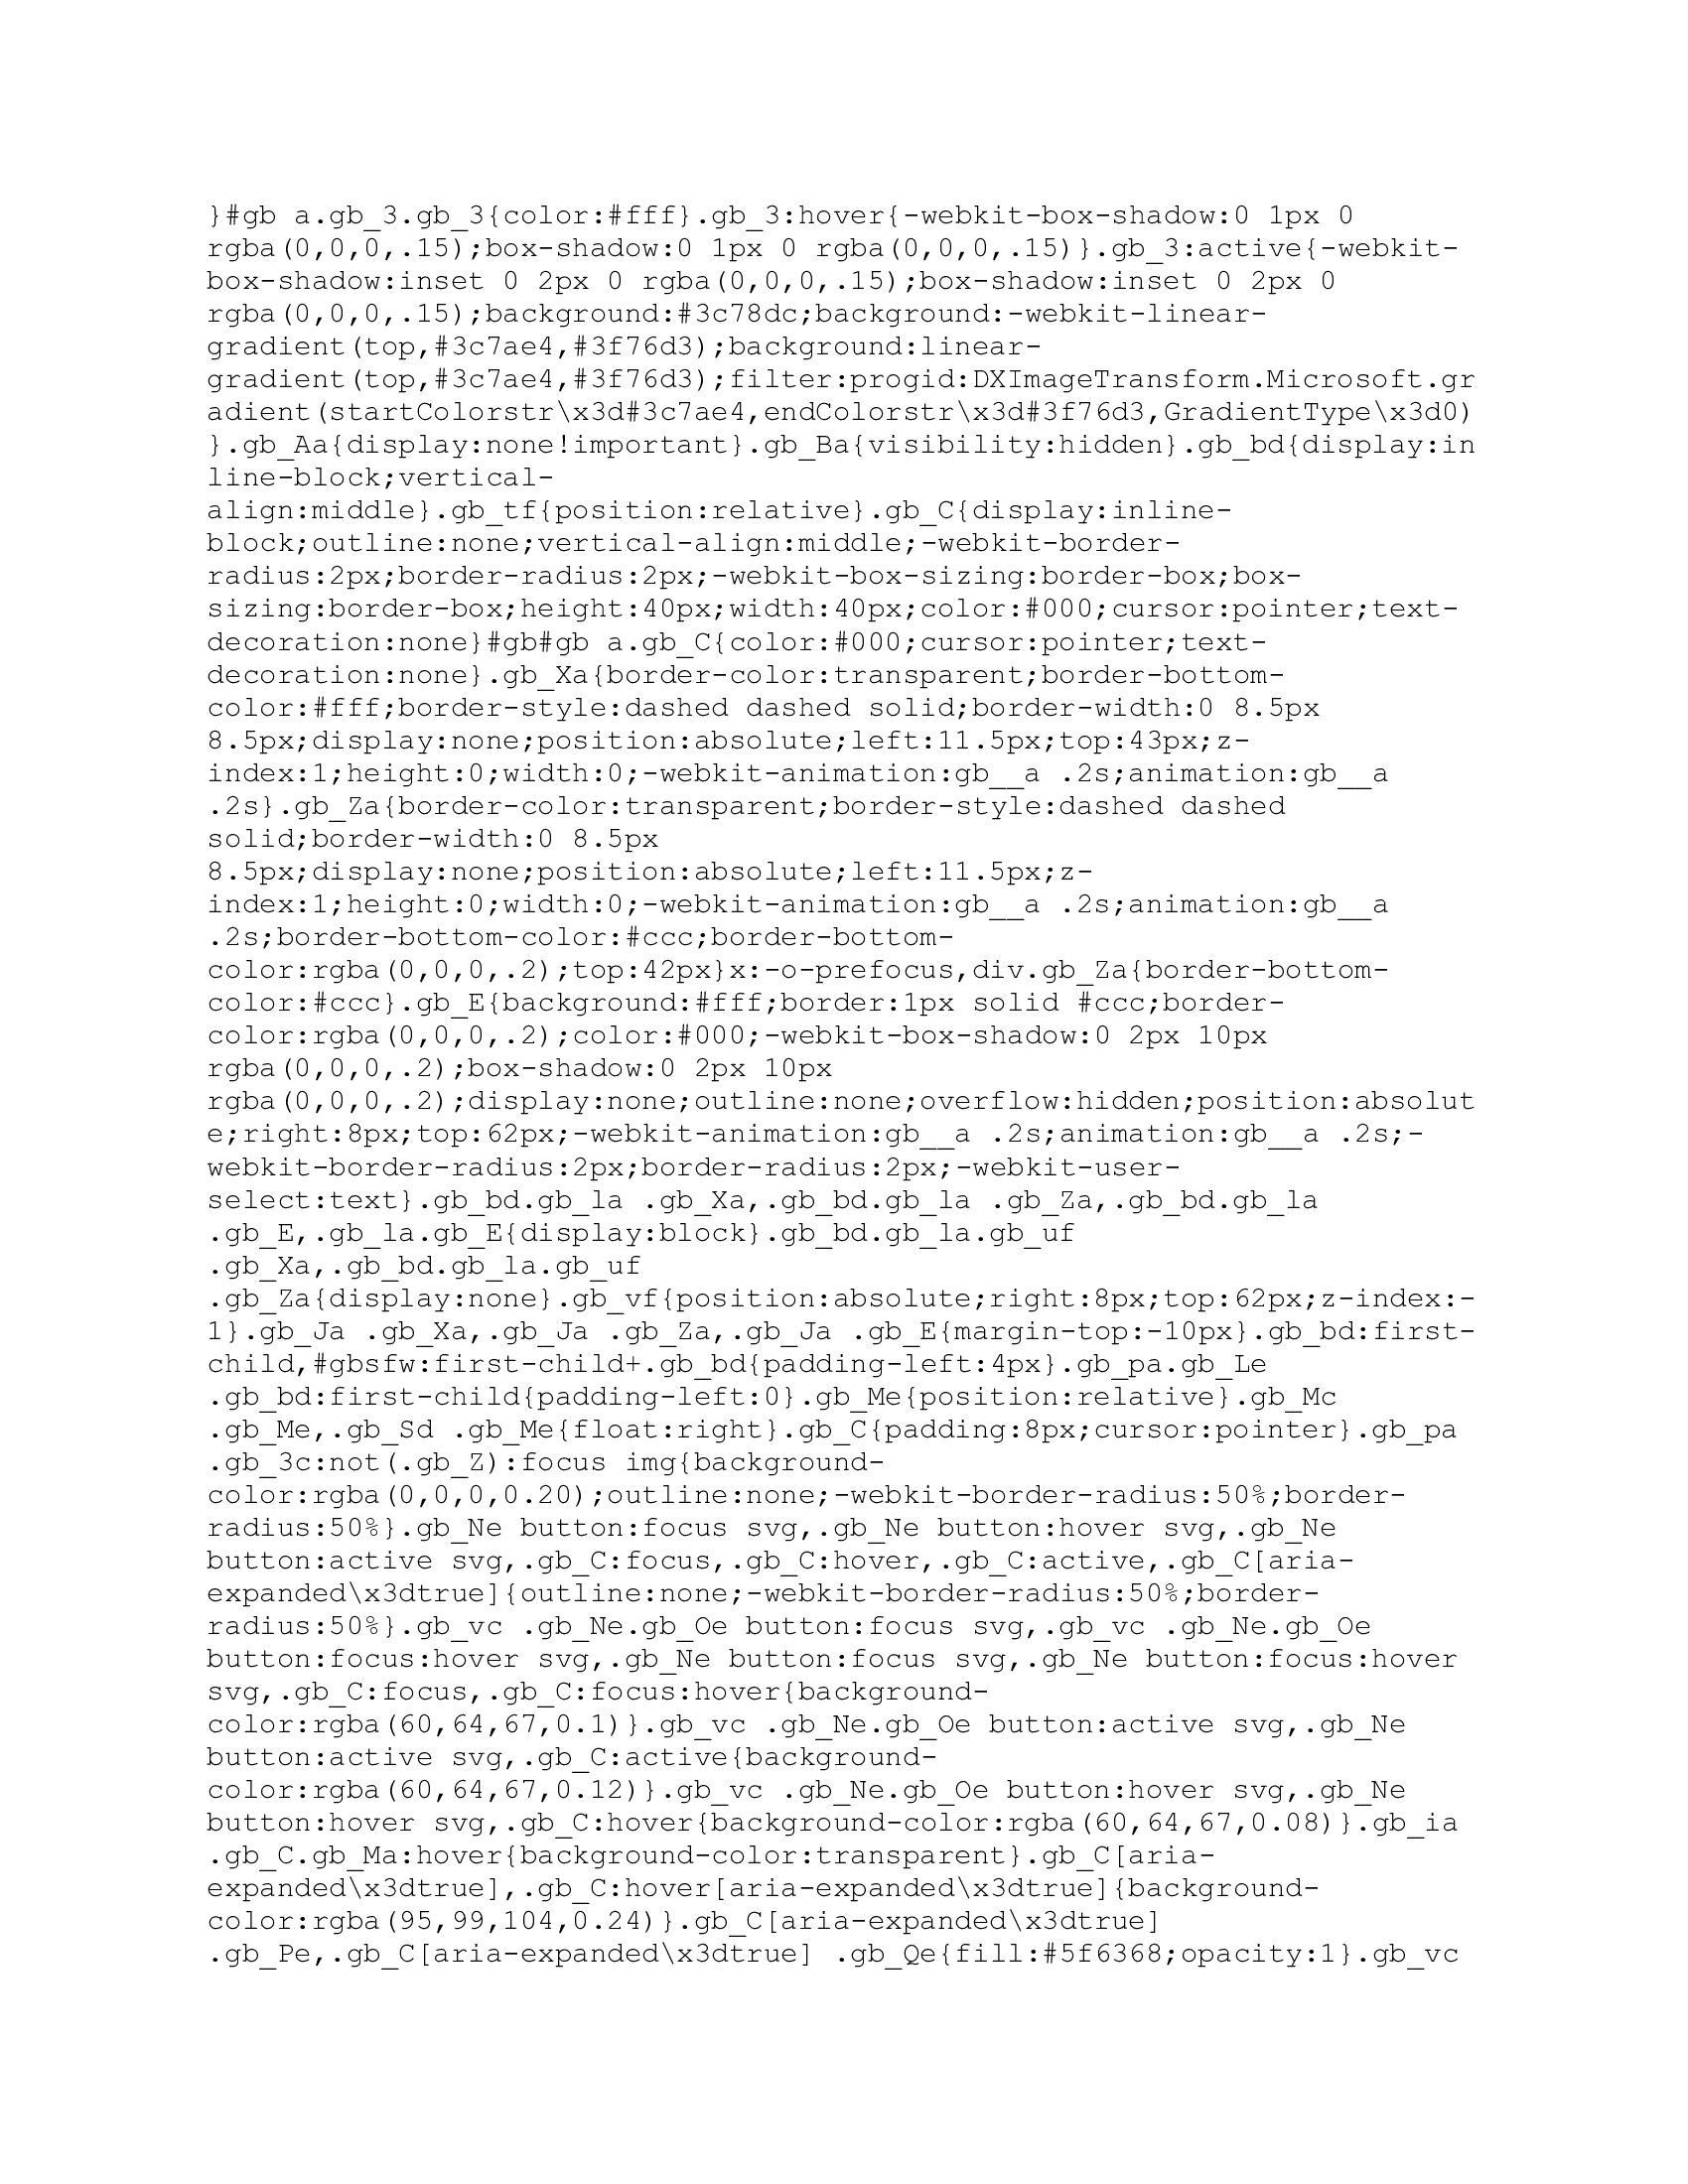 }#gb a.gb_3.gb_3{color:#fff}.gb_3:hover{-webkit-box-shadow:0 1px 0
rgba(0,0,0,.15);box-shadow:0 1px 0 rgba(0,0,0,.15)}.gb_3:active{-webkit-
box-shadow:inset 0 2px 0 rgba(0,0,0,.15);box-shadow:inset 0 2px 0
rgba(0,0,0,.15);background:#3c78dc;background:-webkit-linear-
gradient(top,#3c7ae4,#3f76d3);background:linear-
gradient(top,#3c7ae4,#3f76d3);filter:progid:DXImageTransform.Microsoft.gr
adient(startColorstr\x3d#3c7ae4,endColorstr\x3d#3f76d3,GradientType\x3d0)
}.gb_Aa{display:none!important}.gb_Ba{visibility:hidden}.gb_bd{display:in
line-block;vertical-
align:middle}.gb_tf{position:relative}.gb_C{display:inline-
block;outline:none;vertical-align:middle;-webkit-border-
radius:2px;border-radius:2px;-webkit-box-sizing:border-box;box-
sizing:border-box;height:40px;width:40px;color:#000;cursor:pointer;text-
decoration:none}#gb#gb a.gb_C{color:#000;cursor:pointer;text-
decoration:none}.gb_Xa{border-color:transparent;border-bottom-
color:#fff;border-style:dashed dashed solid;border-width:0 8.5px
8.5px;display:none;position:absolute;left:11.5px;top:43px;z-
index:1;height:0;width:0;-webkit-animation:gb__a .2s;animation:gb__a
.2s}.gb_Za{border-color:transparent;border-style:dashed dashed
solid;border-width:0 8.5px
8.5px;display:none;position:absolute;left:11.5px;z-
index:1;height:0;width:0;-webkit-animation:gb__a .2s;animation:gb__a
.2s;border-bottom-color:#ccc;border-bottom-
color:rgba(0,0,0,.2);top:42px}x:-o-prefocus,div.gb_Za{border-bottom-
color:#ccc}.gb_E{background:#fff;border:1px solid #ccc;border-
color:rgba(0,0,0,.2);color:#000;-webkit-box-shadow:0 2px 10px
rgba(0,0,0,.2);box-shadow:0 2px 10px
rgba(0,0,0,.2);display:none;outline:none;overflow:hidden;position:absolut
e;right:8px;top:62px;-webkit-animation:gb__a .2s;animation:gb__a .2s;-
webkit-border-radius:2px;border-radius:2px;-webkit-user-
select:text}.gb_bd.gb_la .gb_Xa,.gb_bd.gb_la .gb_Za,.gb_bd.gb_la
.gb_E,.gb_la.gb_E{display:block}.gb_bd.gb_la.gb_uf
.gb_Xa,.gb_bd.gb_la.gb_uf
.gb_Za{display:none}.gb_vf{position:absolute;right:8px;top:62px;z-index:-
1}.gb_Ja .gb_Xa,.gb_Ja .gb_Za,.gb_Ja .gb_E{margin-top:-10px}.gb_bd:first-
child,#gbsfw:first-child+.gb_bd{padding-left:4px}.gb_pa.gb_Le
.gb_bd:first-child{padding-left:0}.gb_Me{position:relative}.gb_Mc
.gb_Me,.gb_Sd .gb_Me{float:right}.gb_C{padding:8px;cursor:pointer}.gb_pa
.gb_3c:not(.gb_Z):focus img{background-
color:rgba(0,0,0,0.20);outline:none;-webkit-border-radius:50%;border-
radius:50%}.gb_Ne button:focus svg,.gb_Ne button:hover svg,.gb_Ne
button:active svg,.gb_C:focus,.gb_C:hover,.gb_C:active,.gb_C[aria-
expanded\x3dtrue]{outline:none;-webkit-border-radius:50%;border-
radius:50%}.gb_vc .gb_Ne.gb_Oe button:focus svg,.gb_vc .gb_Ne.gb_Oe
button:focus:hover svg,.gb_Ne button:focus svg,.gb_Ne button:focus:hover
svg,.gb_C:focus,.gb_C:focus:hover{background-
color:rgba(60,64,67,0.1)}.gb_vc .gb_Ne.gb_Oe button:active svg,.gb_Ne
button:active svg,.gb_C:active{background-
color:rgba(60,64,67,0.12)}.gb_vc .gb_Ne.gb_Oe button:hover svg,.gb_Ne
button:hover svg,.gb_C:hover{background-color:rgba(60,64,67,0.08)}.gb_ia
.gb_C.gb_Ma:hover{background-color:transparent}.gb_C[aria-
expanded\x3dtrue],.gb_C:hover[aria-expanded\x3dtrue]{background-
color:rgba(95,99,104,0.24)}.gb_C[aria-expanded\x3dtrue]
.gb_Pe,.gb_C[aria-expanded\x3dtrue] .gb_Qe{fill:#5f6368;opacity:1}.gb_vc